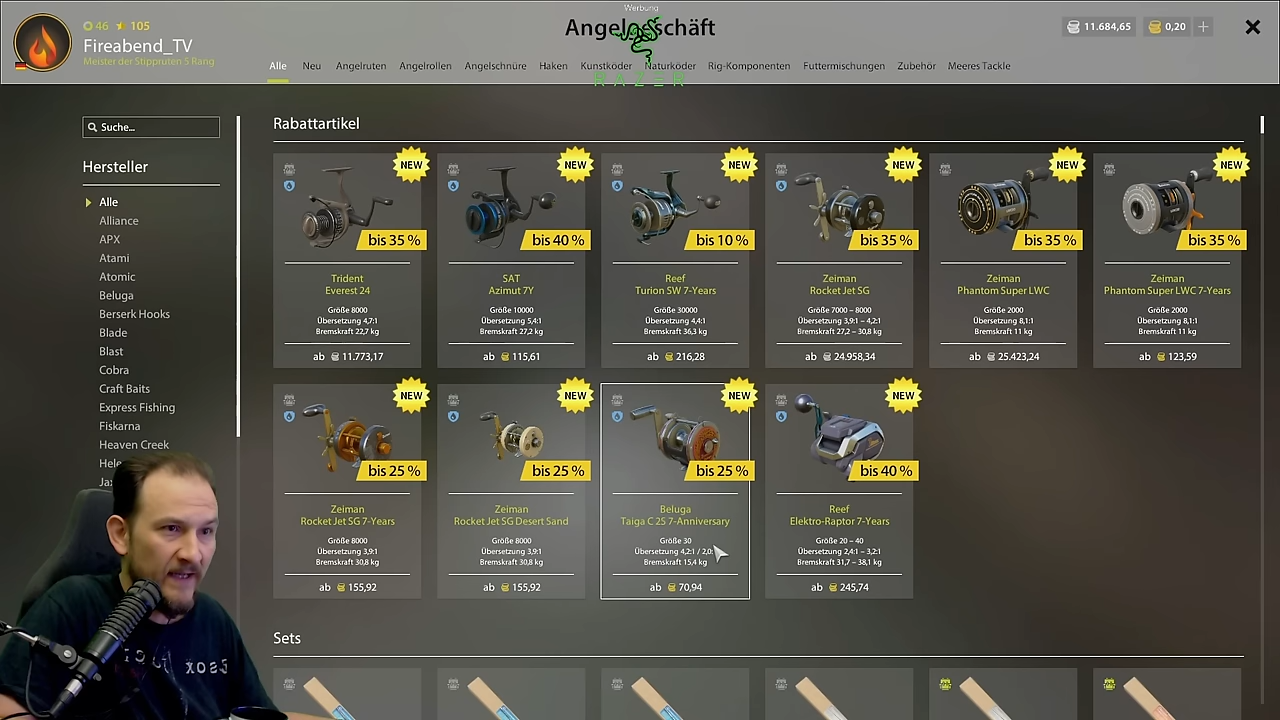 Werbung
46 105
Fireabend_TV
Meister der Stippruten 5 Rang
Angelgeschäft
RAZER
11.684,65
0,20 +
Alle Neu Angelruten Angelrollen Angelschnüre Haken Kunstköder Naturköder Rig-Komponenten Futtermischungen Zubehör Meeres Tackle
Suche...
Hersteller
Alle
Alliance
APX
Atami
Atomic
Beluga
Berserk Hooks
Blade
Blast
Cobra
Craft Baits
Express Fishing
Fiskarna
Heaven Creek
Rabattartikel
NEW
bis 35 %
Trident
Everest 24
Größe 8000
Übersetzung 4,7:1
Bremskraft 22,7 kg
ab 11.773,17
NEW
bis 40 %
SAT
Azimut 7Y
Größe 10000
Übersetzung 5,4:1
Bremskraft 27,2 kg
ab 115,61
NEW
bis 10 %
Reef
Turion SW 7-Years
Größe 30000
Übersetzung 4,4:1
Bremskraft 36,3 kg
ab 216,28
NEW
bis 35 %
Zeiman
Rocket Jet SG
Größe 7000 – 8000
Übersetzung 3,9:1 – 4,2:1
Bremskraft 27,2 – 30,8 kg
ab 24.958,34
NEW
bis 35 %
Zeiman
Phantom Super LWC
Größe 2000
Übersetzung 8,1:1
Bremskraft 11 kg
ab 25.423,24
NEW
bis 35 %
Zeiman
Phantom Super LWC 7-Years
Größe 2000
Übersetzung 8,1:1
Bremskraft 11 kg
ab 123,59
NEW
bis 25 %
Zeiman
Rocket Jet SG 7-Years
Größe 8000
Übersetzung 3,9:1
Bremskraft 30,8 kg
ab 155,92
NEW
bis 25 %
Zeiman
Rocket Jet SG Desert Sand
Größe 8000
Übersetzung 3,9:1
Bremskraft 30,8 kg
ab 155,92
NEW
bis 25 %
Beluga
Taiga C 25 7-Anniversary
Größe 30
Übersetzung 4,2:1 / 2,0:
Bremskraft 15,4 kg
ab 70,94
NEW
bis 40 %
Reef
Elektro-Raptor 7-Years
Größe 20 – 40
Übersetzung 2,4:1 – 3,2:1
Bremskraft 31,7 – 38,1 kg
ab 245,74
Sets